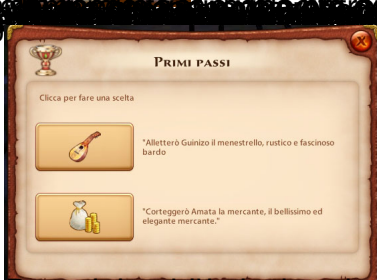 PRIMI PASSI
Clicca per fare una scelta
"Alletterò Guinizo il menestrello, rustico e fascinoso
bardo
"Corteggerò Amata la mercante, il bellissimo ed
elegante mercante."